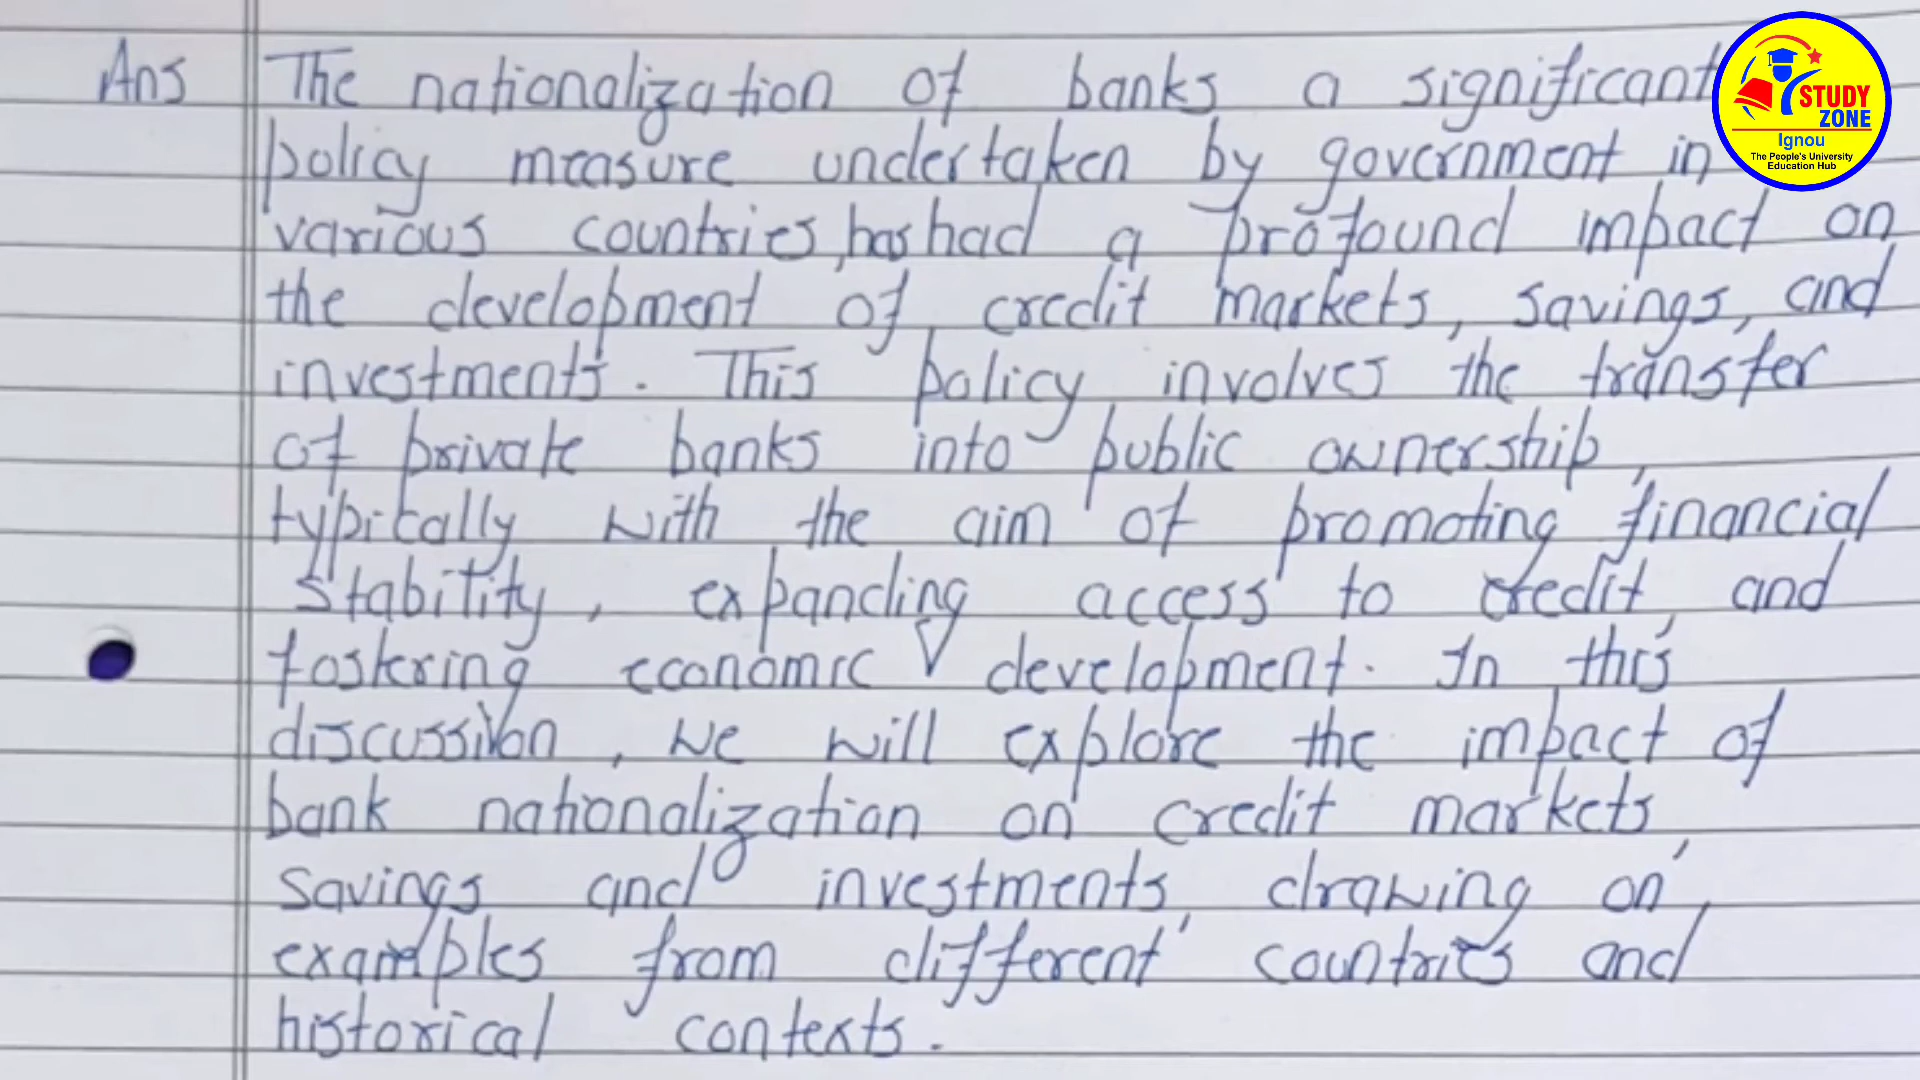 Ans The nationalization of banks a significant
policy measure undertaken by government in
various countries, has had a profound impact on
the development of credit markets, savings, and
investments. This policy involves the transfer
of private banks into public ownership,
typically with the aim of promoting financial
stability, expanding access to credit, and
fostering economic development. In this
discussion, we will explore the impact of
bank nationalization on credit markets,
savings and investments, drawing on
examples from different countries and
historical contexts.
STUDY
ZONE
Ignou
The People's University
Education Hub